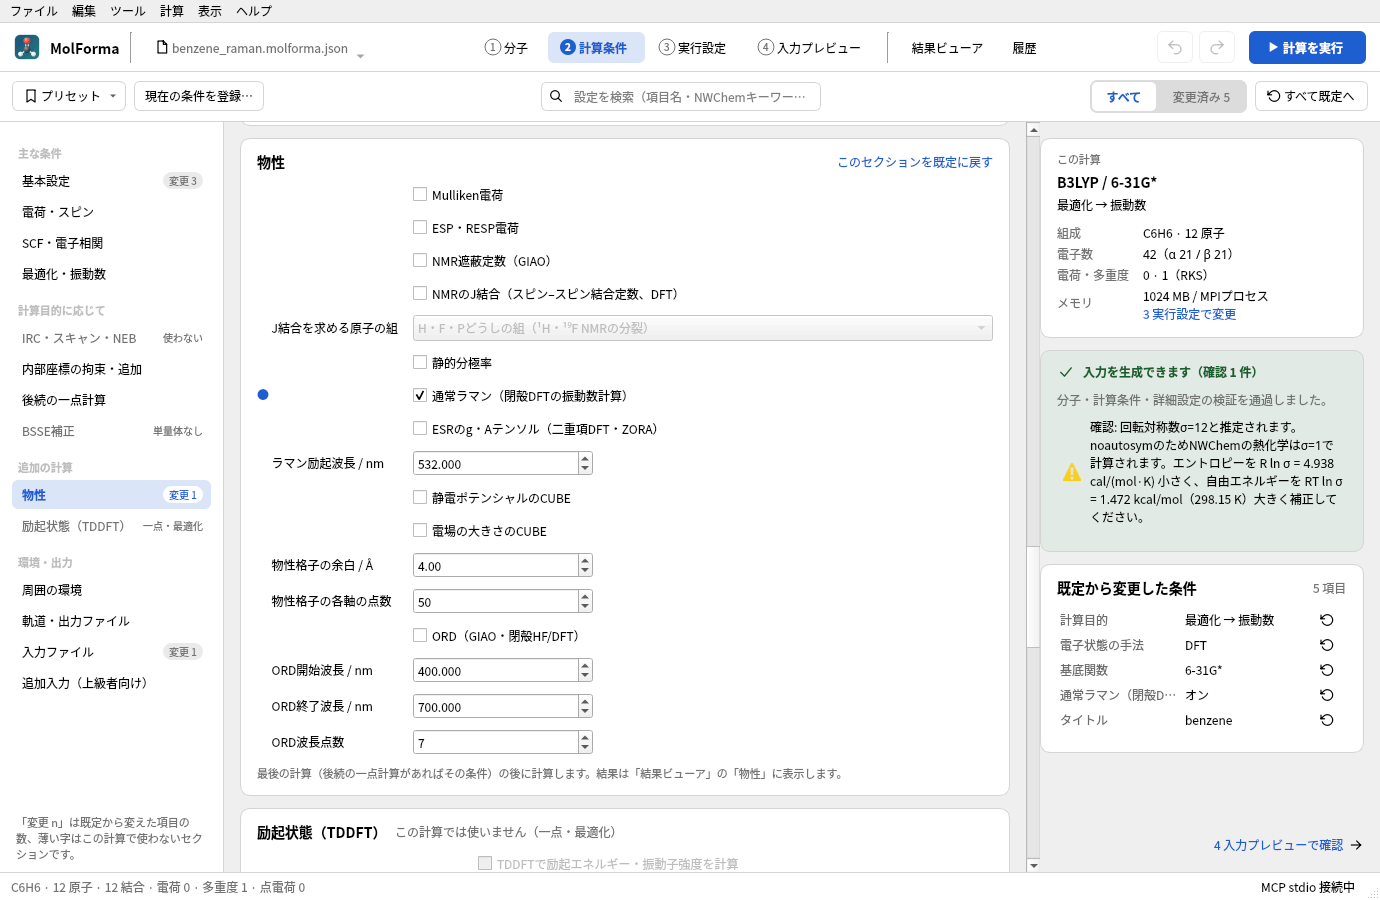 ファイル 編集 ツール 計算 表示 ヘルプ
MolForma benzene_raman.molforma.json 1 分子 2 計算条件 3 実行設定 4 入力プレビュー 結果ビューア 履歴 計算を実行
プリセット 現在の条件を登録… 設定を検索（項目名・NWChemキーワー… すべて 変更済み 5 すべて既定へ
主な条件
基本設定 変更 3
電荷・スピン
SCF・電子相関
最適化・振動数
計算目的に応じて
IRC・スキャン・NEB 使わない
内部座標の拘束・追加
後続の一点計算
BSSE補正 単量体なし
追加の計算
物性 変更 1
励起状態（TDDFT） 一点・最適化
環境・出力
周囲の環境
軌道・出力ファイル
入力ファイル 変更 1
追加入力（上級者向け）
「変更 n」は既定から変えた項目の
数、薄い字はこの計算で使わないセク
ションです。
物性 このセクションを既定に戻す
Mulliken電荷
ESP・RESP電荷
NMR遮蔽定数（GIAO）
NMRのJ結合（スピン–スピン結合定数、DFT）
J結合を求める原子の組 H・F・Pどうしの組（¹H・¹⁹F NMRの分裂）
静的分極率
通常ラマン（閉殻DFTの振動数計算）
ESRのg・Aテンソル（二重項DFT・ZORA）
ラマン励起波長 / nm 532.000
静電ポテンシャルのCUBE
電場の大きさのCUBE
物性格子の余白 / Å 4.00
物性格子の各軸の点数 50
ORD（GIAO・閉殻HF/DFT）
ORD開始波長 / nm 400.000
ORD終了波長 / nm 700.000
ORD波長点数 7
最後の計算（後続の一点計算があればその条件）の後に計算します。結果は「結果ビューア」の「物性」に表示します。
励起状態（TDDFT） この計算では使いません（一点・最適化）
TDDFTで励起エネルギー・振動子強度を計算
この計算
B3LYP / 6-31G*
最適化 → 振動数
組成 C6H6 · 12 原子
電子数 42（α 21 / β 21）
電荷・多重度 0 · 1（RKS）
メモリ 1024 MB / MPIプロセス
3 実行設定で変更
入力を生成できます（確認 1 件）
分子・計算条件・詳細設定の検証を通過しました。
確認: 回転対称数σ=12と推定されます。
noautosymのためNWChemの熱化学はσ=1で
計算されます。エントロピーを R ln σ = 4.938
cal/(mol·K) 小さく、自由エネルギーを RT ln σ
= 1.472 kcal/mol（298.15 K）大きく補正して
ください。
既定から変更した条件 5 項目
計算目的 最適化 → 振動数
電子状態の手法 DFT
基底関数 6-31G*
通常ラマン（閉殻D… オン
タイトル benzene
4 入力プレビューで確認 →
C6H6 · 12 原子 · 12 結合 · 電荷 0 · 多重度 1 · 点電荷 0 MCP stdio 接続中